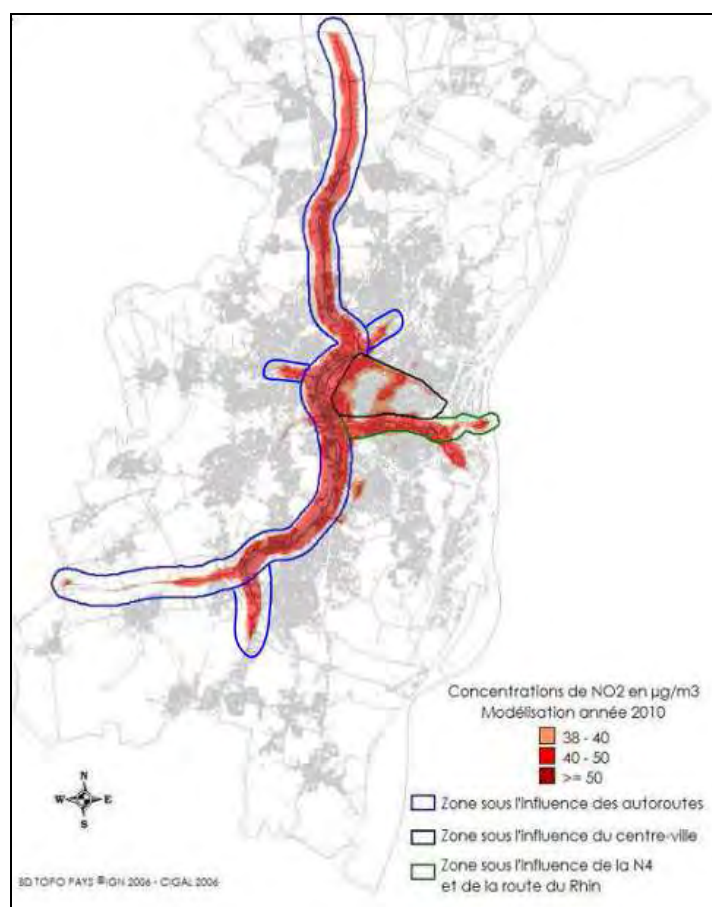 Concentrations de NO2 en µg/m3
Modélisation année 2010
38 - 40
40 - 50
>= 50
Zone sous l'influence des autoroutes
Zone sous l'influence du centre-ville
Zone sous l'influence de la N4
et de la route du Rhin
N
W E
S
BD TOPO PAYS ©IGN 2006 - CIGAL 2006